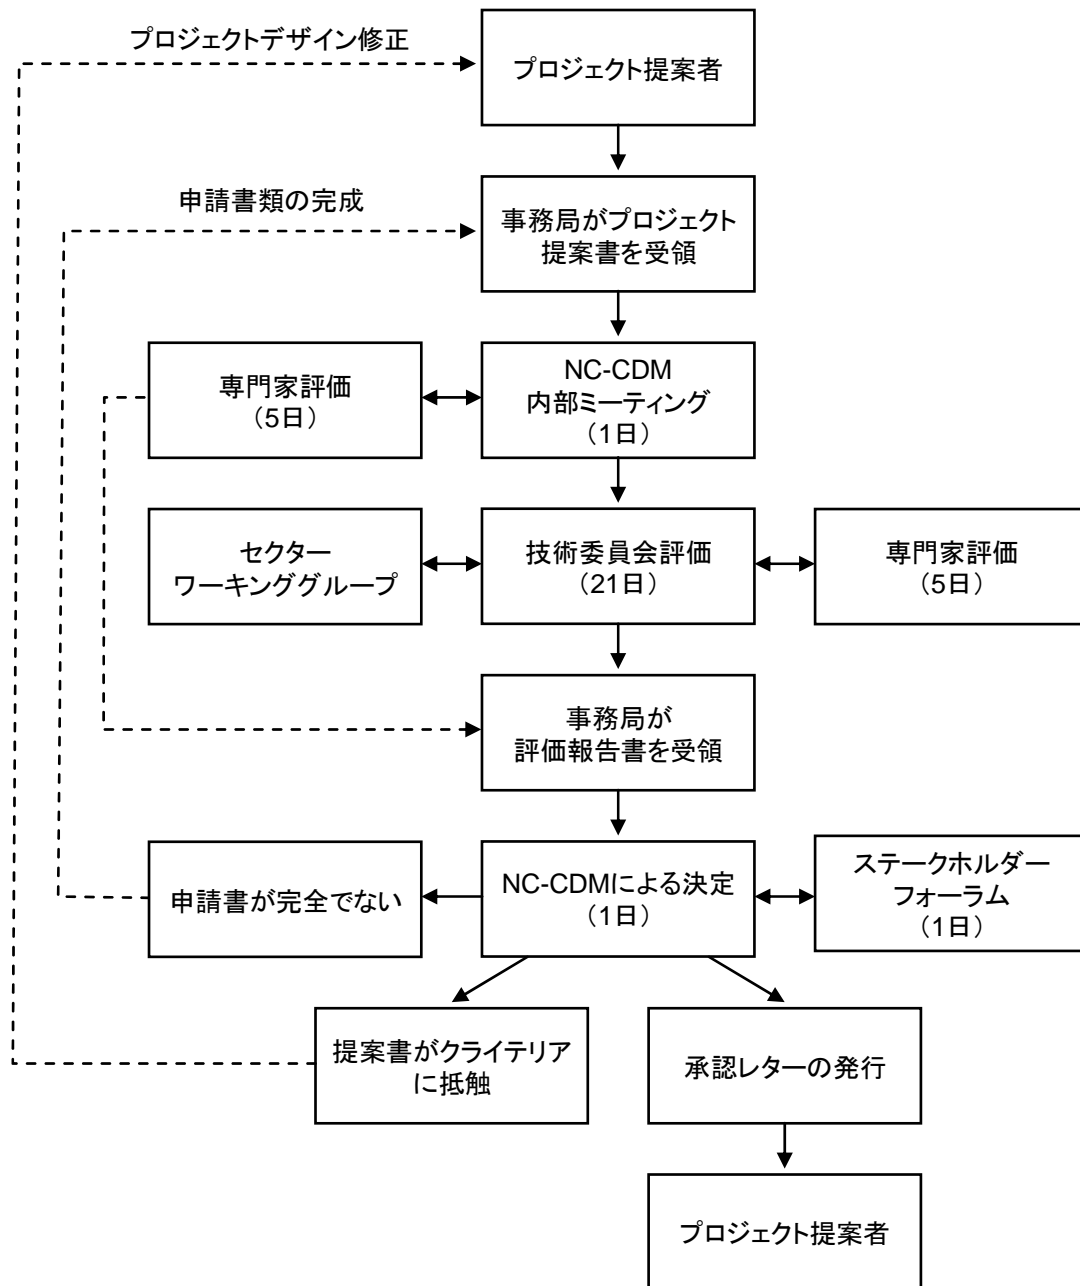 プロジェクトデザイン修正
プロジェクト提案者
申請書類の完成
事務局がプロジェクト
提案書を受領
専門家評価
（5日）
NC-CDM
内部ミーティング
（1日）
セクター
ワーキンググループ
技術委員会評価
（21日）
専門家評価
（5日）
事務局が
評価報告書を受領
申請書が完全でない
NC-CDMによる決定
（1日）
ステークホルダー
フォーラム
（1日）
提案書がクライテリア
に抵触
承認レターの発行
プロジェクト提案者